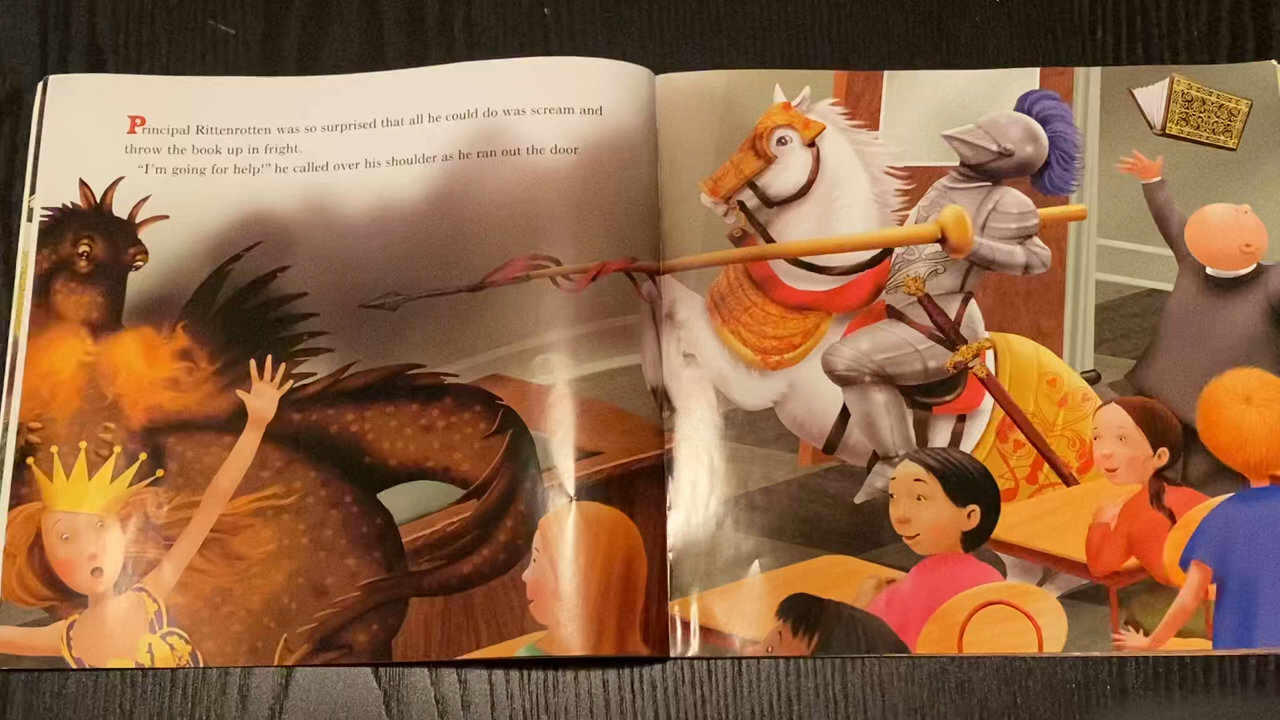 Principal Rittenrotten was so surprised that all he could do was scream and
throw the book up in fright.
"I'm going for help!" he called over his shoulder as he ran out the door.